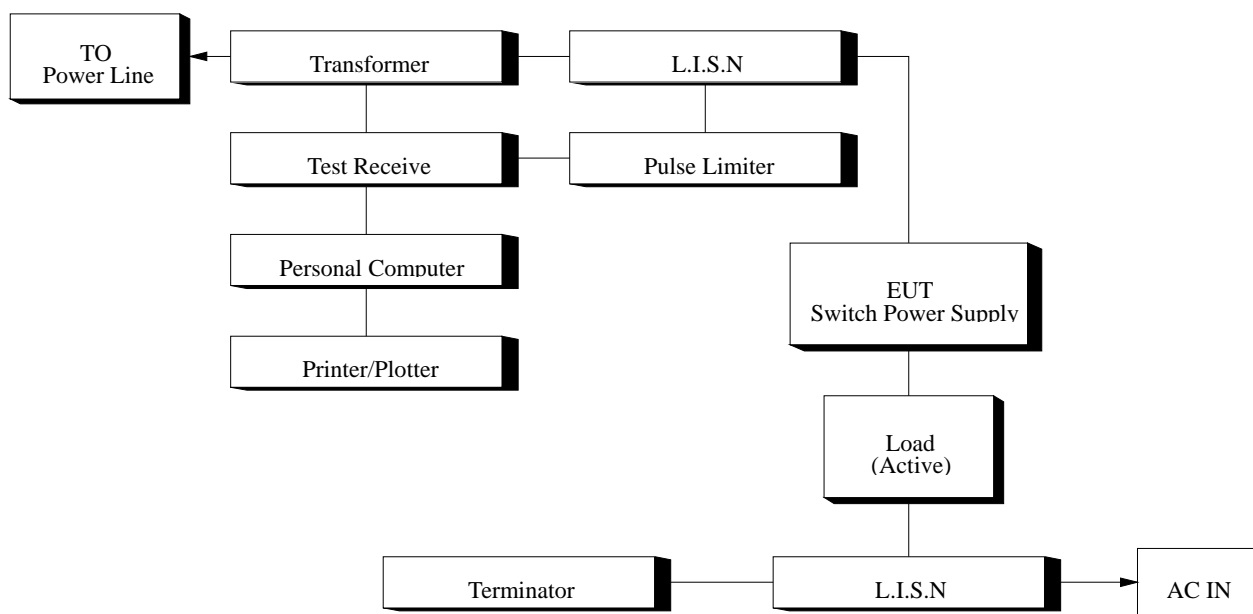 TO
Power Line
Transformer
L.I.S.N
Test Receive
Pulse Limiter
Personal Computer
EUT
Switch Power Supply
Printer/Plotter
Load
(Active)
Terminator
L.I.S.N
AC IN